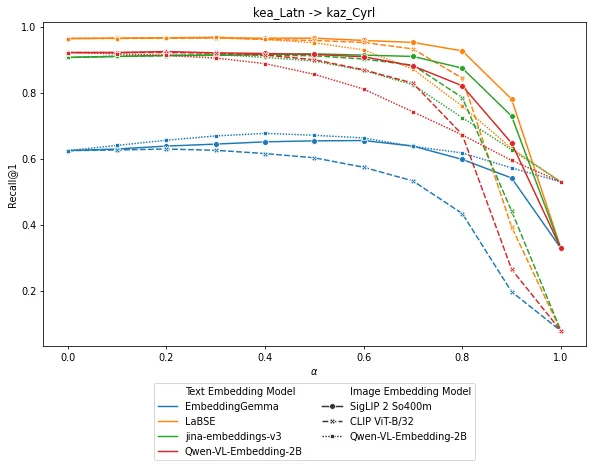 kea_Latn -> kaz_Cyrl
1.0
0.8
0.6
0.4
0.2
Recall@1
0.0 0.2 0.4 0.6 0.8 1.0
α
Text Embedding Model
EmbeddingGemma
LaBSE
jina-embeddings-v3
Qwen-VL-Embedding-2B
Image Embedding Model
SigLIP 2 So400m
CLIP ViT-B/32
Qwen-VL-Embedding-2B